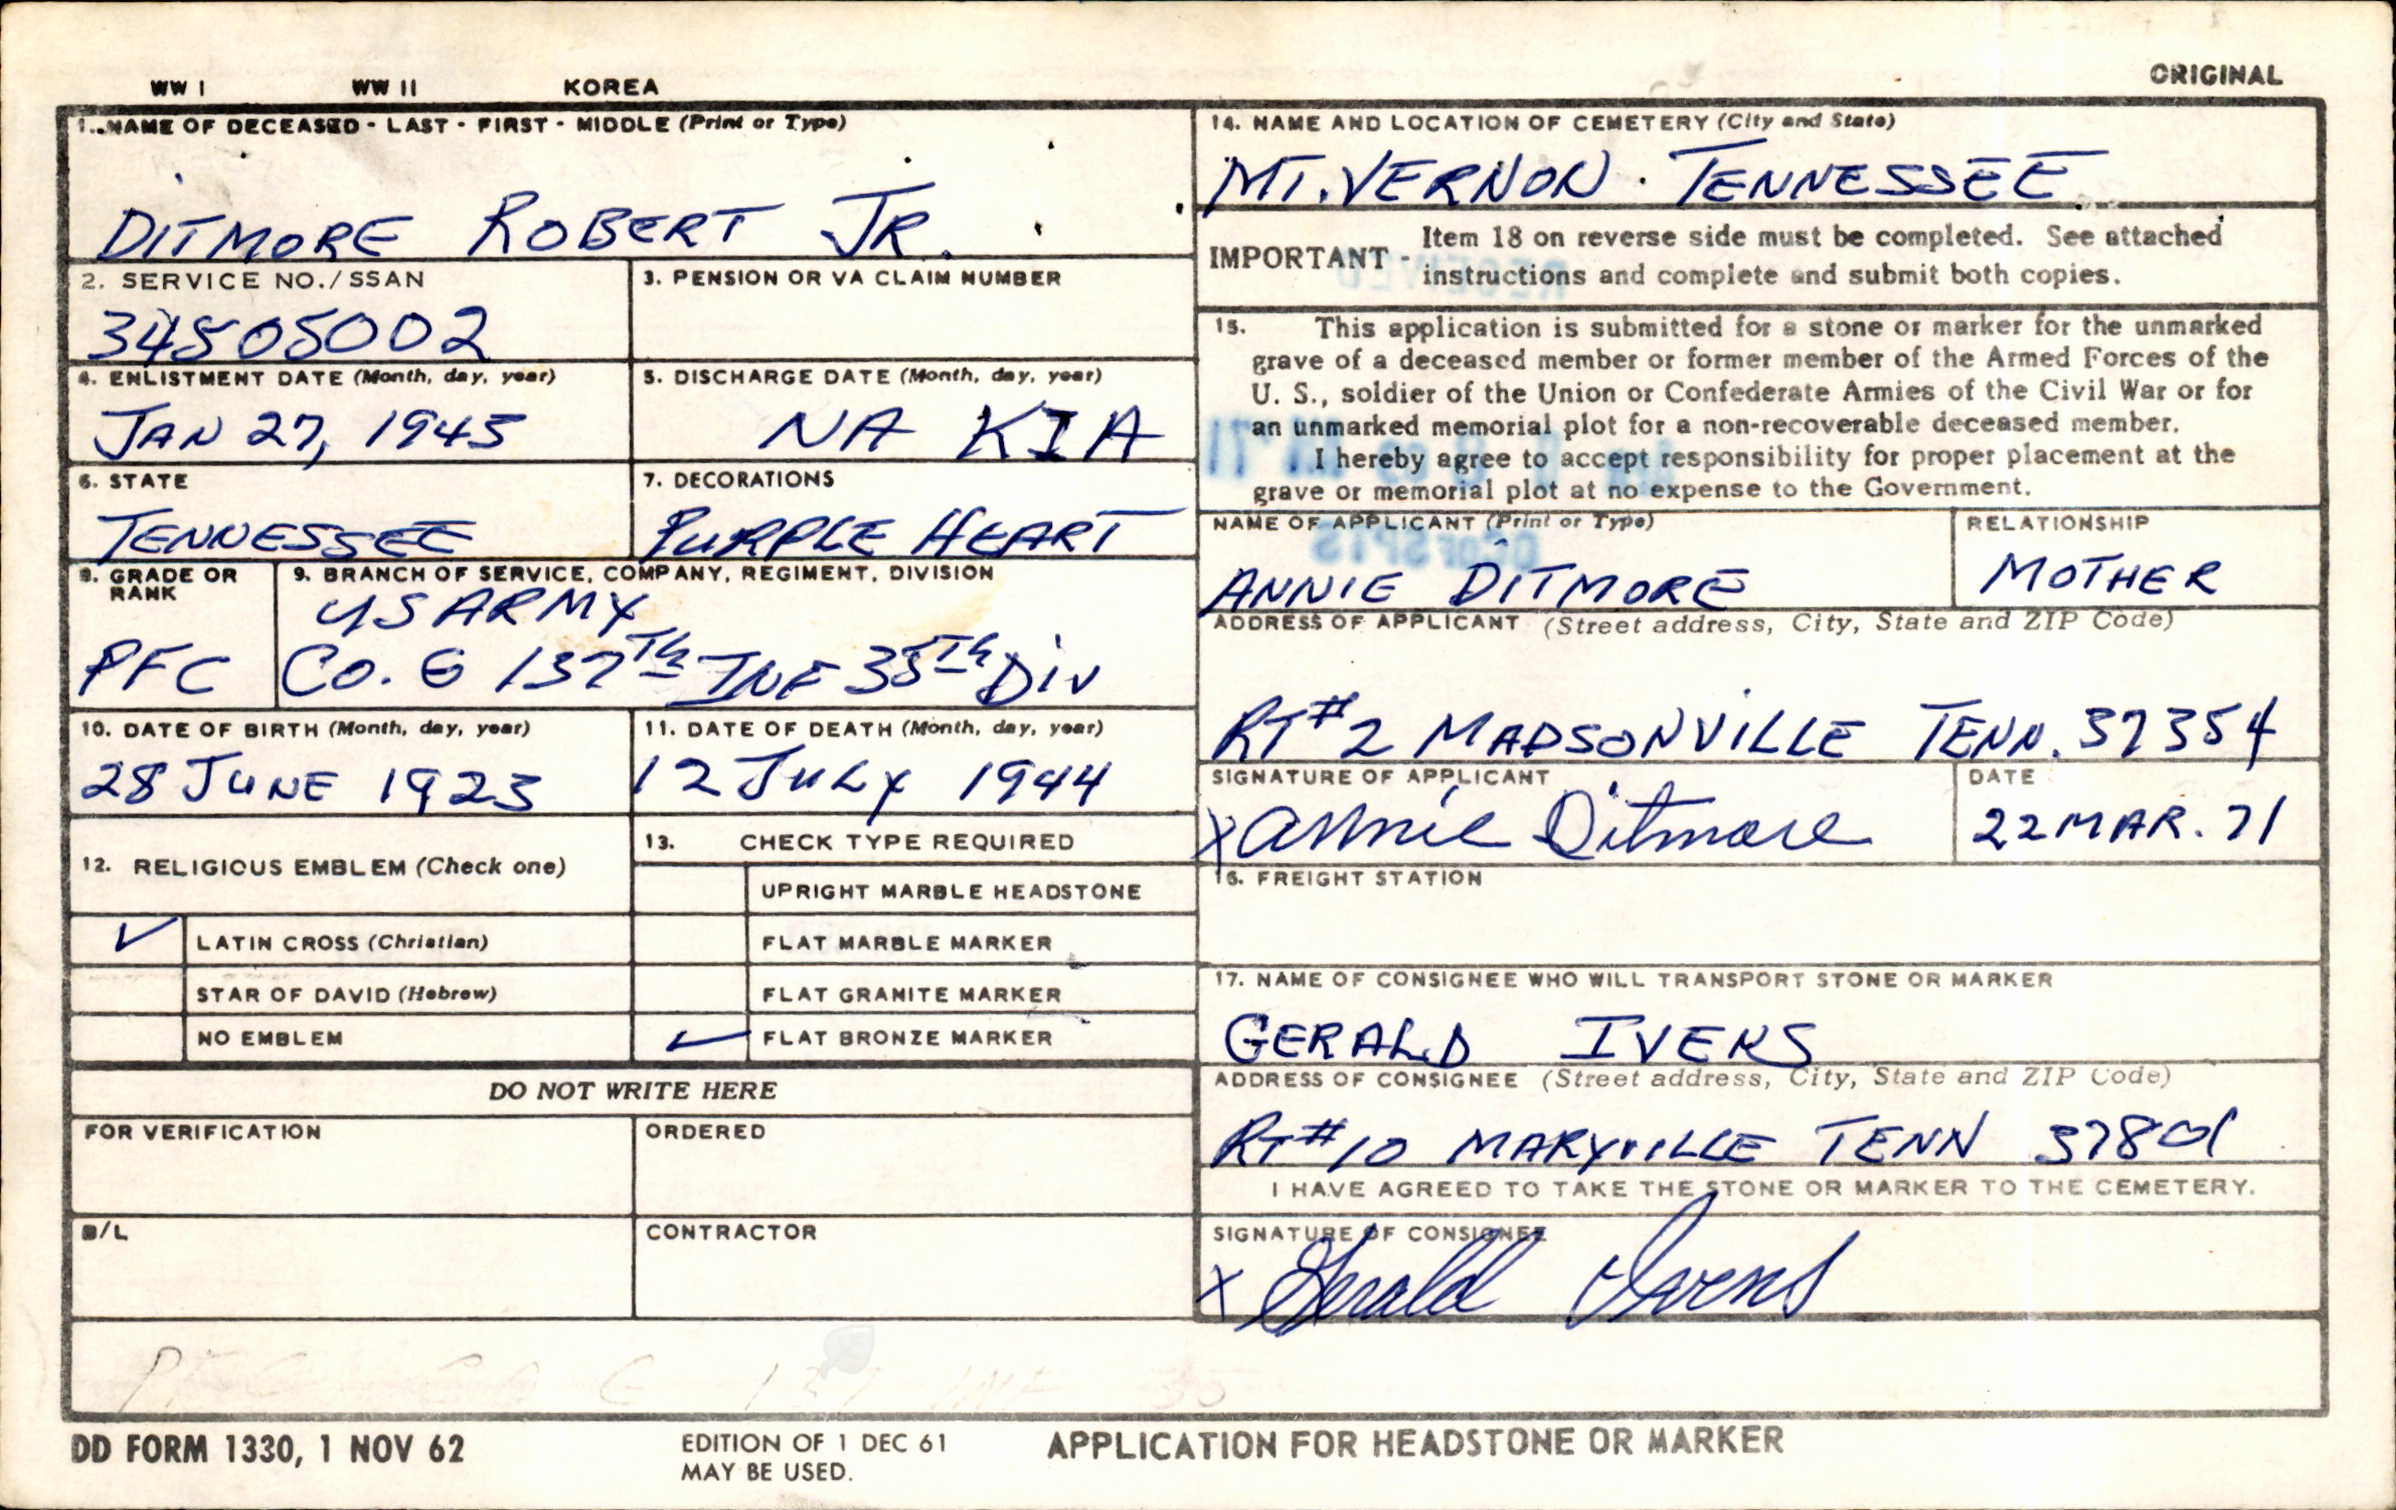 WW I WW II KOREA ORIGINAL
1. NAME OF DECEASED - LAST - FIRST - MIDDLE (Print or Type)
DITMORE ROBERT JR.
2. SERVICE NO./SSAN
34505002
3. PENSION OR VA CLAIM NUMBER
4. ENLISTMENT DATE (Month, day, year)
JAN 27, 1943
5. DISCHARGE DATE (Month, day, year)
NA KIA
6. STATE
TENNESSEE
7. DECORATIONS
PURPLE HEART
8. GRADE OR
RANK
PFC
9. BRANCH OF SERVICE, COMPANY, REGIMENT, DIVISION
US ARMY
CO. G 137th INF 35th DIV
10. DATE OF BIRTH (Month, day, year)
28 JUNE 1923
11. DATE OF DEATH (Month, day, year)
12 JULY 1944
12. RELIGIOUS EMBLEM (Check one)
✓ LATIN CROSS (Christian)
STAR OF DAVID (Hebrew)
NO EMBLEM
13. CHECK TYPE REQUIRED
UPRIGHT MARBLE HEADSTONE
FLAT MARBLE MARKER
FLAT GRANITE MARKER
✓ FLAT BRONZE MARKER
DO NOT WRITE HERE
FOR VERIFICATION
ORDERED
B/L
CONTRACTOR
14. NAME AND LOCATION OF CEMETERY (City and State)
MT. VERNON. TENNESSEE
IMPORTANT - Item 18 on reverse side must be completed. See attached
instructions and complete and submit both copies.
15. This application is submitted for a stone or marker for the unmarked
grave of a deceased member or former member of the Armed Forces of the
U. S., soldier of the Union or Confederate Armies of the Civil War or for
an unmarked memorial plot for a non-recoverable deceased member.
I hereby agree to accept responsibility for proper placement at the
grave or memorial plot at no expense to the Government.
NAME OF APPLICANT (Print or Type)
ANNIE DITMORE
RELATIONSHIP
MOTHER
ADDRESS OF APPLICANT (Street address, City, State and ZIP Code)
RT #2 MADSONVILLE TENN. 37354
SIGNATURE OF APPLICANT
X Annie Ditmore
DATE
22 MAR. 71
16. FREIGHT STATION
17. NAME OF CONSIGNEE WHO WILL TRANSPORT STONE OR MARKER
GERALD IVENS
ADDRESS OF CONSIGNEE (Street address, City, State and ZIP Code)
RT #10 MARYVILLE TENN 37801
I HAVE AGREED TO TAKE THE STONE OR MARKER TO THE CEMETERY.
SIGNATURE OF CONSIGNEE
X Gerald Ivens
PFC CO G 137 INF 35
DD FORM 1330, 1 NOV 62
EDITION OF 1 DEC 61
MAY BE USED.
APPLICATION FOR HEADSTONE OR MARKER